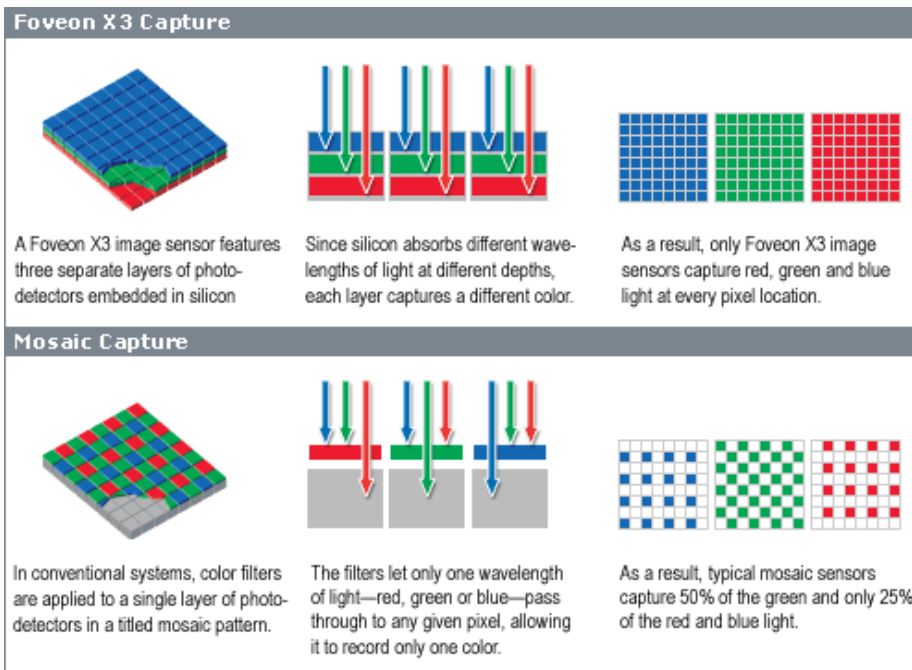 Foveon X3 Capture
A Foveon X3 image sensor features
three separate layers of photo-
detectors embedded in silicon
Since silicon absorbs different wave-
lengths of light at different depths,
each layer captures a different color.
As a result, only Foveon X3 image
sensors capture red, green and blue
light at every pixel location.
Mosaic Capture
In conventional systems, color filters
are applied to a single layer of photo-
detectors in a titled mosaic pattern.
The filters let only one wavelength
of light—red, green or blue—pass
through to any given pixel, allowing
it to record only one color.
As a result, typical mosaic sensors
capture 50% of the green and only 25%
of the red and blue light.